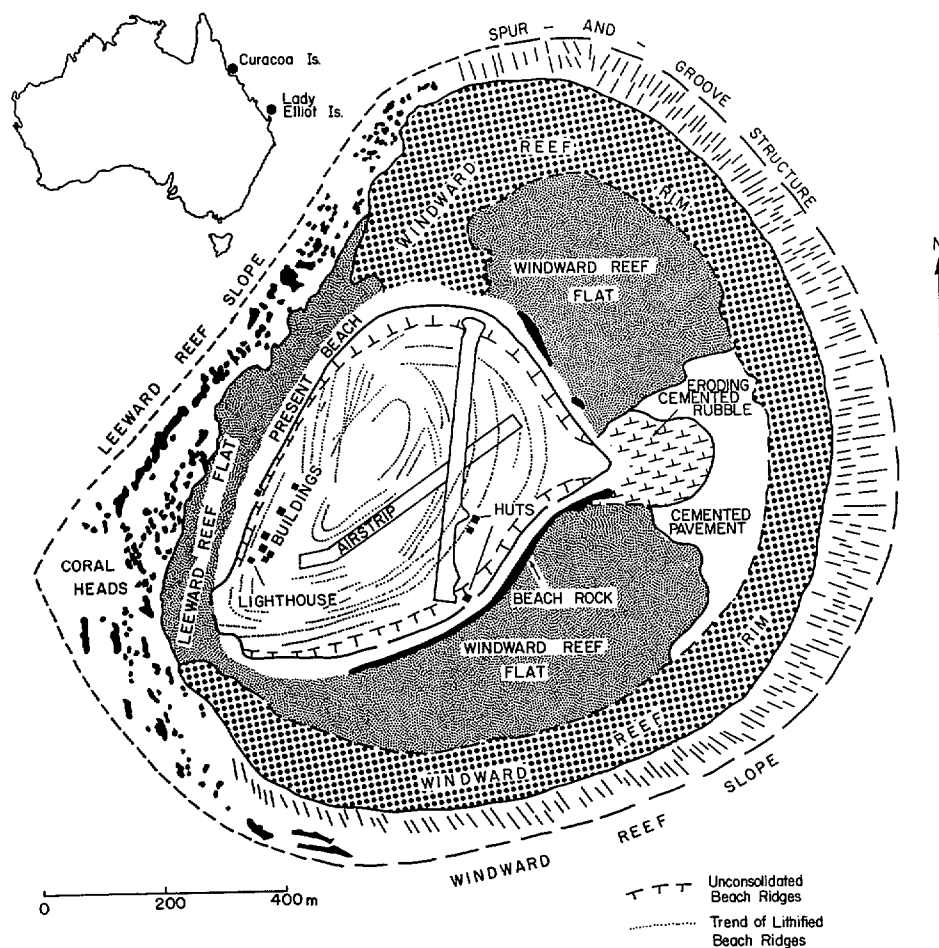 Curacoa Is.
Lady
Elliot Is.
SPUR - AND -
GROOVE
STRUCTURE
WINDWARD REEF
RIM
N
WINDWARD REEF
FLAT
LEEWARD REEF SLOPE
PRESENT BEACH
ERODING
CEMENTED
RUBBLE
LEEWARD REEF FLAT
BUILDINGS
AIRSTRIP
HUTS
CEMENTED
PAVEMENT
CORAL
HEADS
LIGHTHOUSE
BEACH ROCK
WINDWARD REEF
FLAT
WINDWARD REEF RIM
WINDWARD REEF SLOPE
0 200 400 m
Unconsolidated
Beach Ridges
Trend of Lithified
Beach Ridges